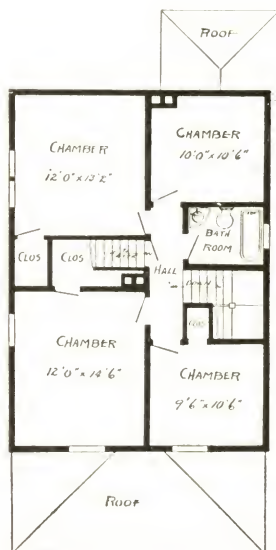 ROOF
CHAMBER
12'0" x 12'2"
CHAMBER
10'0" x 10'6"
BATH
ROOM
CLOS
CLOS
HALL
CHAMBER
12'0" x 14'6"
CHAMBER
9'6" x 10'6"
ROOF